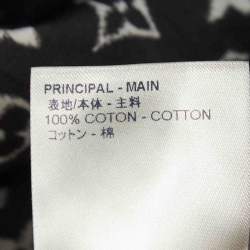 PRINCIPAL - MAIN
表地/本体 - 主料
100% COTON - COTTON
コットン - 棉